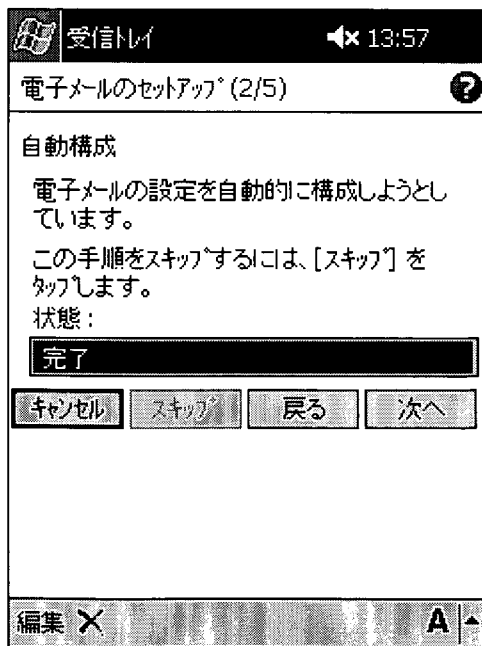 受信トレイ 13:57
電子メールのセットアップ (2/5) ?
自動構成
電子メールの設定を自動的に構成しようとし
ています。
この手順をスキップするには、[スキップ] を
タップします。
状態：
完了
キャンセル スキップ 戻る 次へ
編集 A